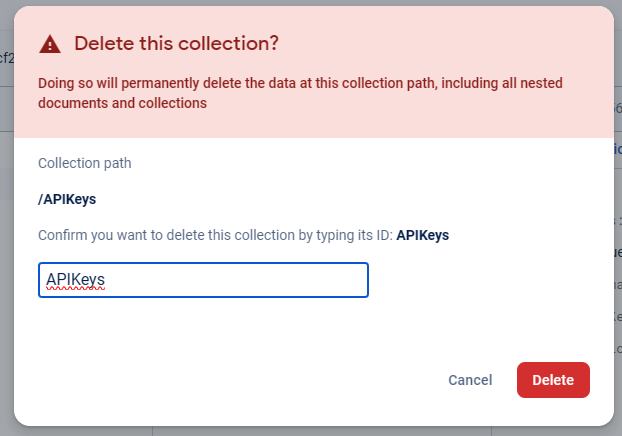 Delete this collection?
Doing so will permanently delete the data at this collection path, including all nested
documents and collections
Collection path
/APIKeys
Confirm you want to delete this collection by typing its ID: APIKeys
APIKeys
Cancel
Delete